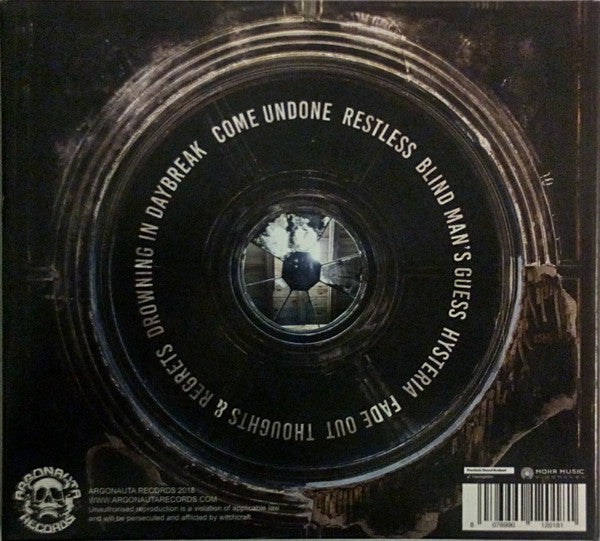 COME UNDONE
RESTLESS
BLIND MAN'S GUESS
HYSTERIA
FADE OUT
THOUGHTS & REGRETS
DROWNING IN DAYBREAK
ARGONAUTA RECORDS
ARGONAUTA RECORDS 2018
WWW.ARGONAUTARECORDS.COM
Unauthorised reproduction is a violation of applicable law
and will be persecuted and afflicted by witchcraft.
MOHR MUSIC